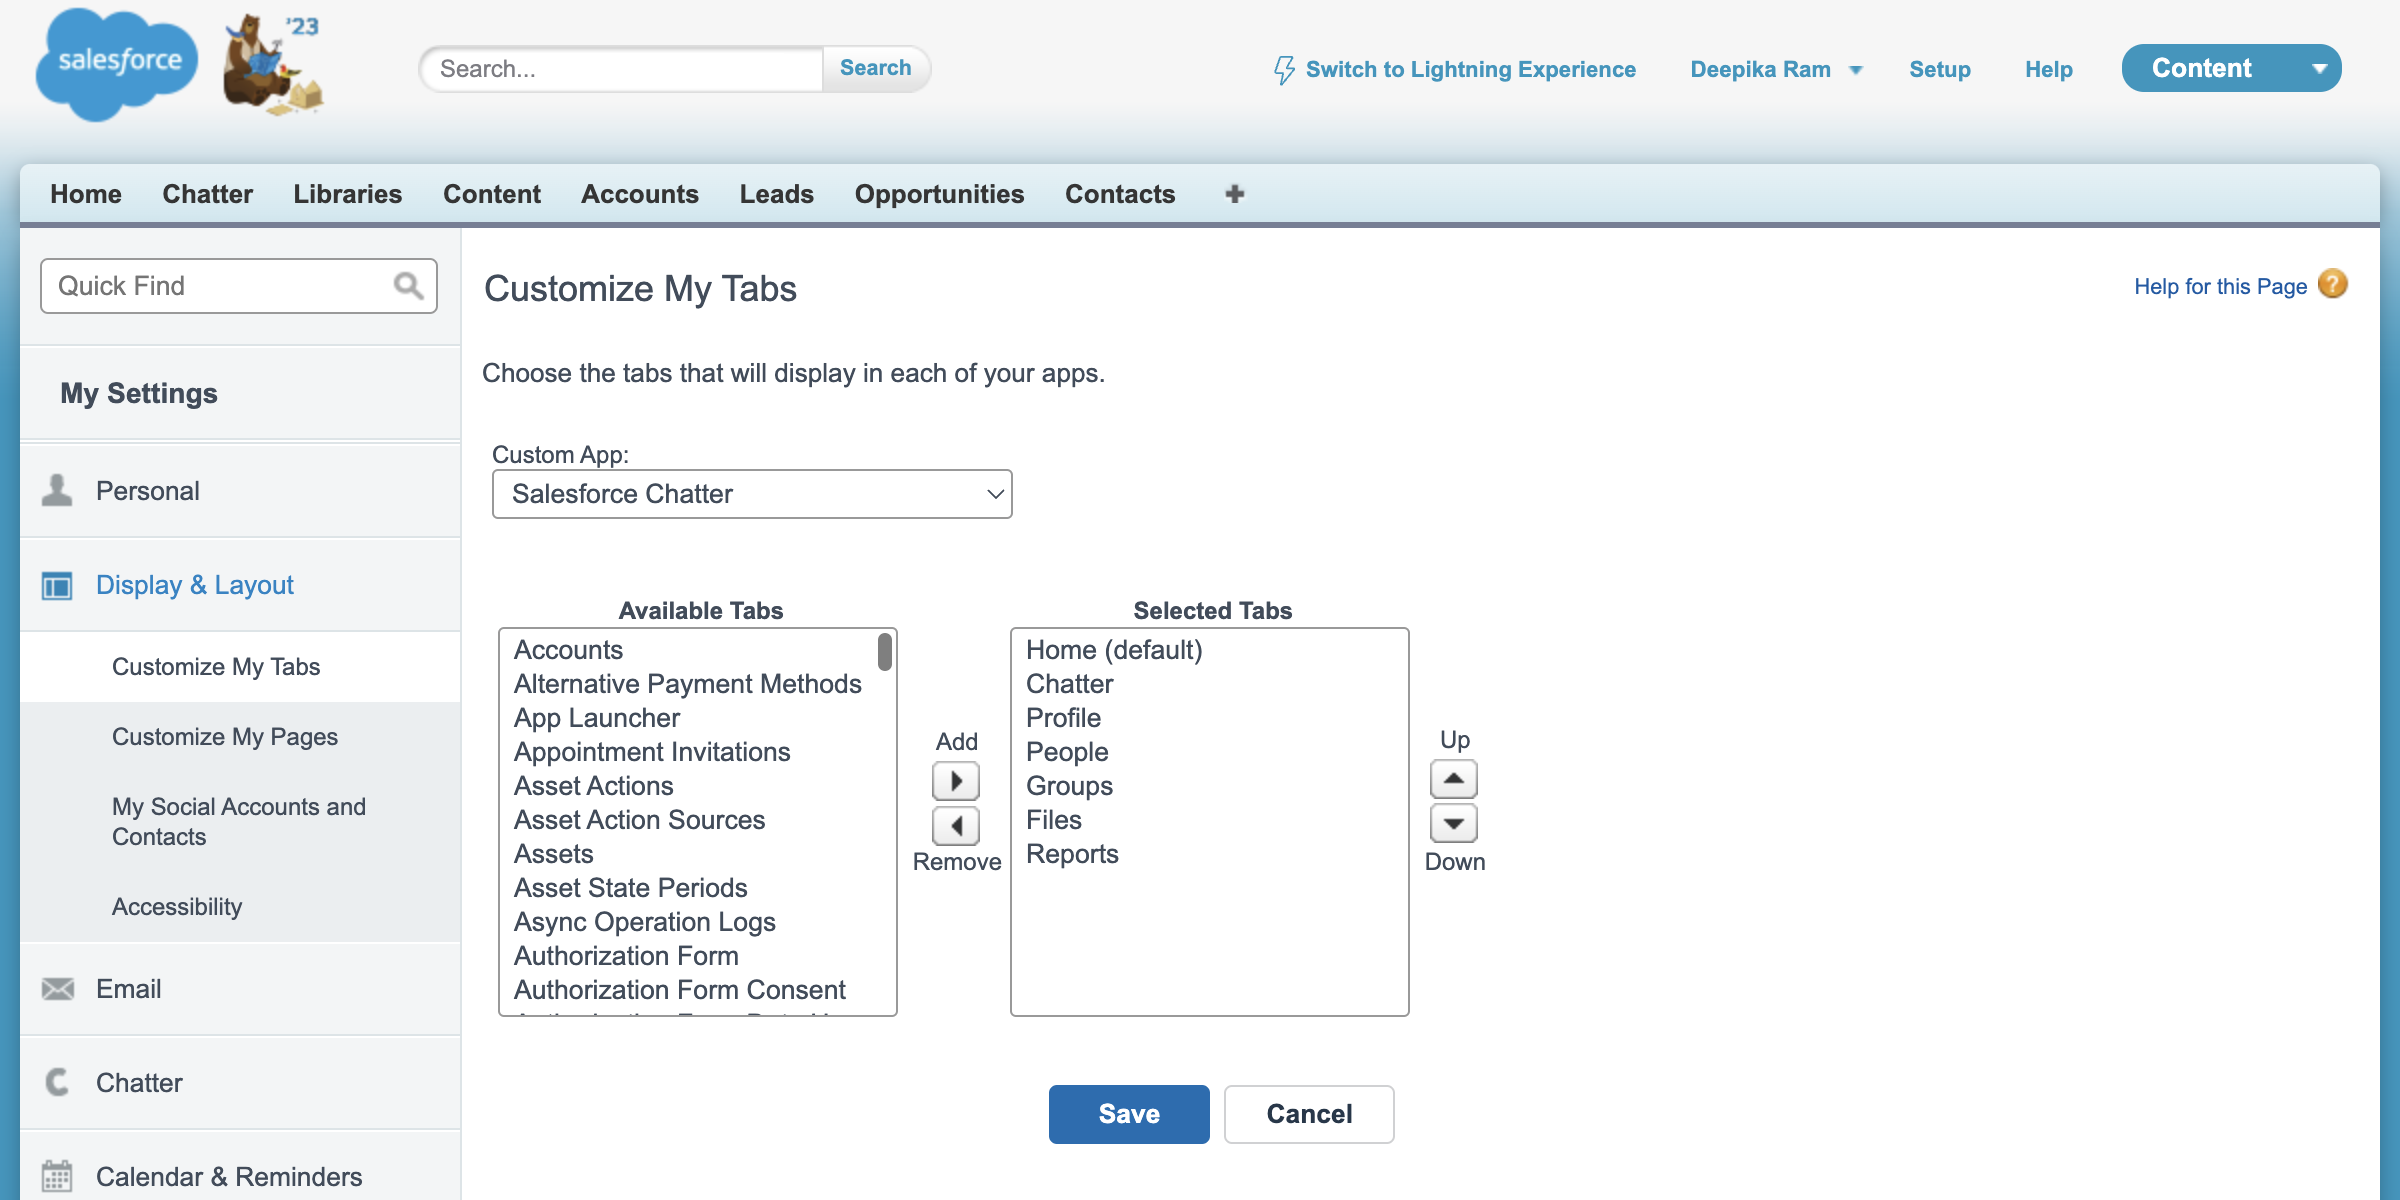 salesforce
'23
Search...
Search
Switch to Lightning Experience
Deepika Ram
Setup
Help
Content
Home
Chatter
Libraries
Content
Accounts
Leads
Opportunities
Contacts
Quick Find
My Settings
Personal
Display & Layout
Customize My Tabs
Customize My Pages
My Social Accounts and
Contacts
Accessibility
Email
Chatter
Calendar & Reminders
Customize My Tabs
Help for this Page
Choose the tabs that will display in each of your apps.
Custom App:
Salesforce Chatter
Available Tabs
Accounts
Alternative Payment Methods
App Launcher
Appointment Invitations
Asset Actions
Asset Action Sources
Assets
Asset State Periods
Async Operation Logs
Authorization Form
Authorization Form Consent
Add
Remove
Selected Tabs
Home (default)
Chatter
Profile
People
Groups
Files
Reports
Up
Down
Save
Cancel